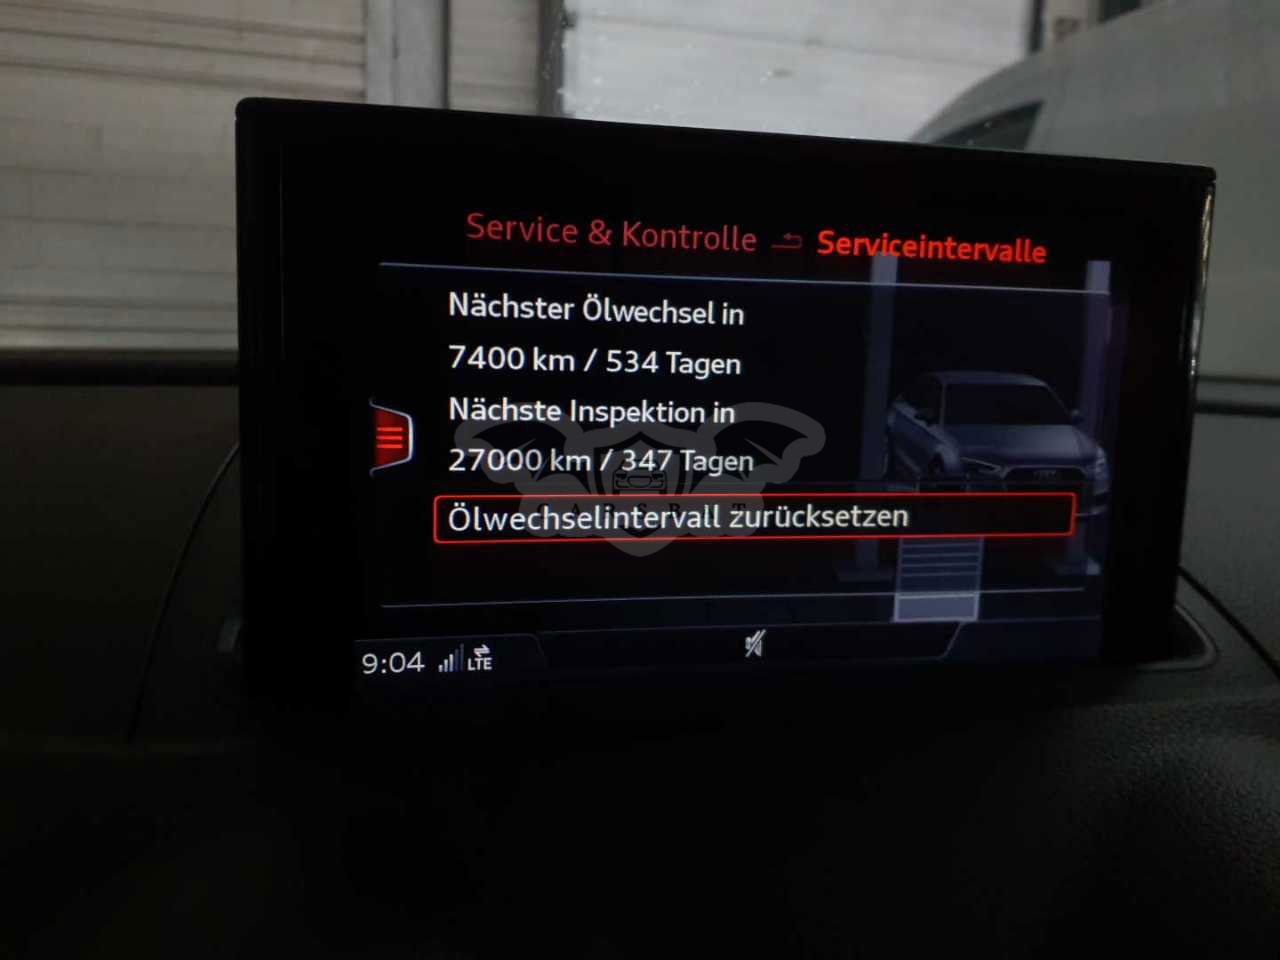 Service & Kontrolle Serviceintervalle
Nächster Ölwechsel in
7400 km / 534 Tagen
Nächste Inspektion in
27000 km / 347 Tagen
Ölwechselintervall zurücksetzen
9:04 LTE